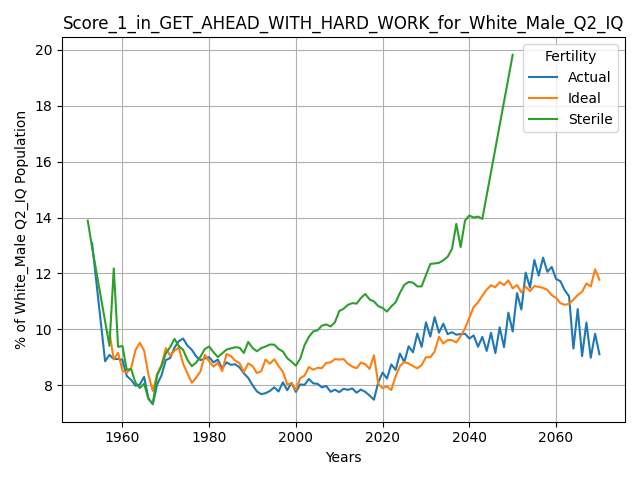 Score_1_in_GET_AHEAD_WITH_HARD_WORK_for_White_Male_Q2_IQ
% of White_Male Q2_IQ Population
20
18
16
14
12
10
8
Fertility
Actual
Ideal
Sterile
1960 1980 2000 2020 2040 2060
Years